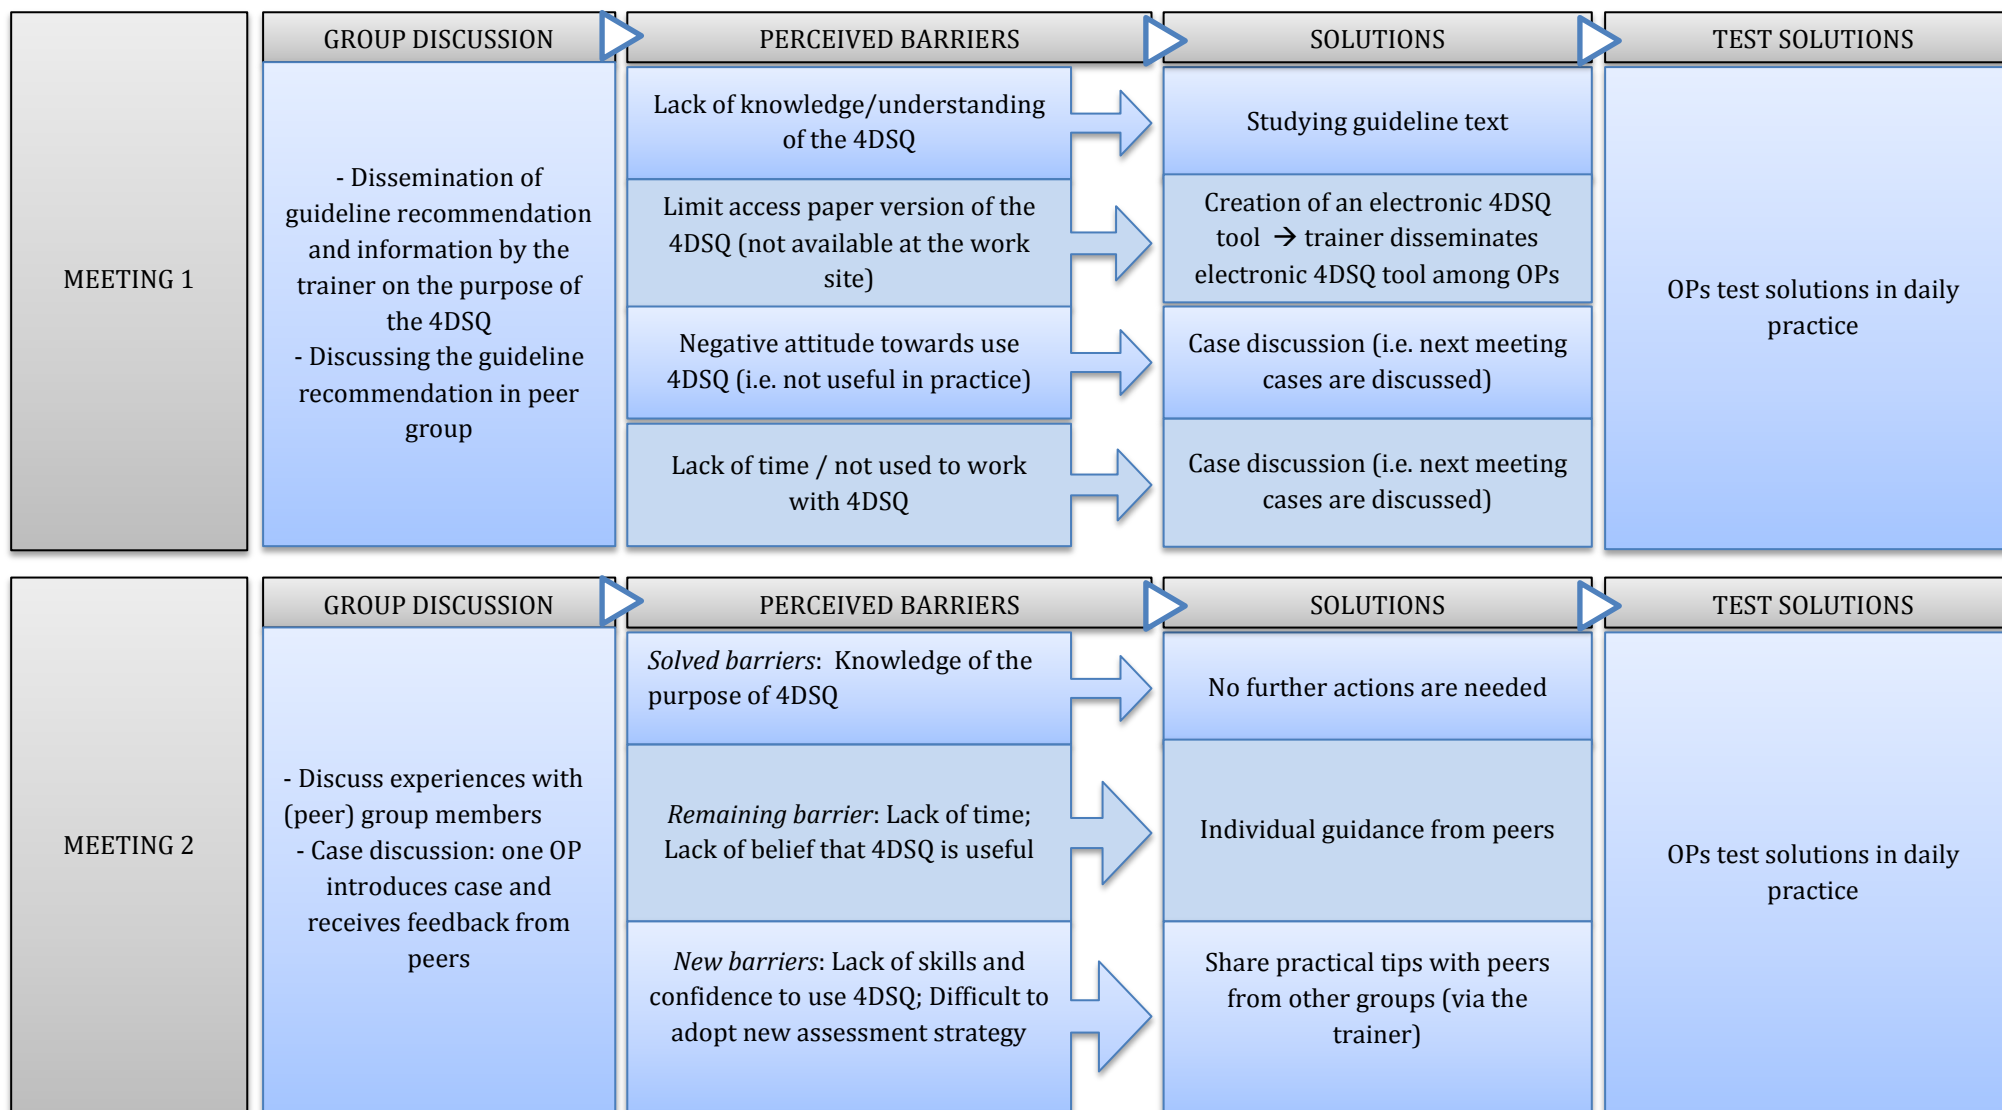 GROUP DISCUSSION
PERCEIVED BARRIERS
SOLUTIONS
TEST SOLUTIONS
MEETING 1
- Dissemination of
guideline recommendation
and information by the
trainer on the purpose of
the 4DSQ
- Discussing the guideline
recommendation in peer
group
Lack of knowledge/understanding
of the 4DSQ
Studying guideline text
Limit access paper version of the
4DSQ (not available at the work
site)
Creation of an electronic 4DSQ
tool → trainer disseminates
electronic 4DSQ tool among OPs
Negative attitude towards use
4DSQ (i.e. not useful in practice)
Case discussion (i.e. next meeting
cases are discussed)
Lack of time / not used to work
with 4DSQ
Case discussion (i.e. next meeting
cases are discussed)
OPs test solutions in daily
practice
GROUP DISCUSSION
PERCEIVED BARRIERS
SOLUTIONS
TEST SOLUTIONS
MEETING 2
- Discuss experiences with
(peer) group members
- Case discussion: one OP
introduces case and
receives feedback from
peers
Solved barriers: Knowledge of the
purpose of 4DSQ
No further actions are needed
Remaining barrier: Lack of time;
Lack of belief that 4DSQ is useful
Individual guidance from peers
New barriers: Lack of skills and
confidence to use 4DSQ; Difficult to
adopt new assessment strategy
Share practical tips with peers
from other groups (via the
trainer)
OPs test solutions in daily
practice